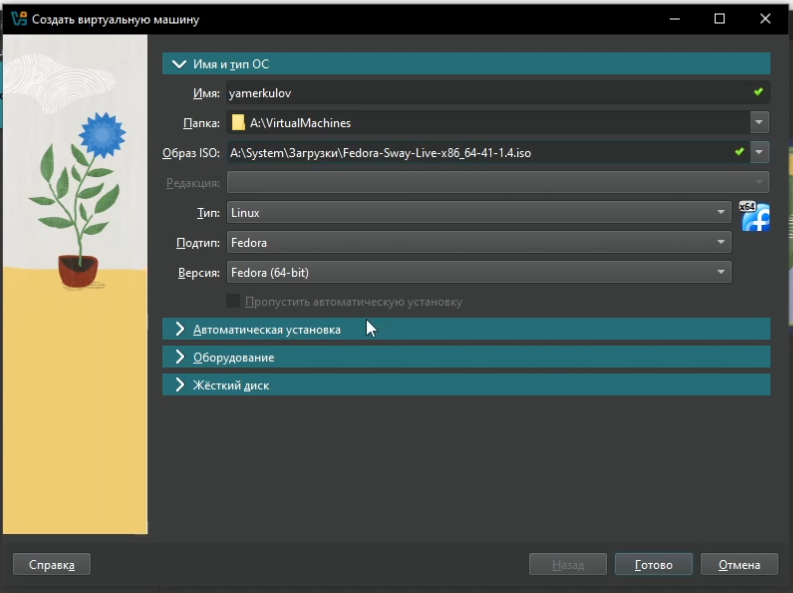 Создать виртуальную машину
Имя и тип ОС
Имя: yamerkulov
Папка: A:\VirtualMachines
Образ ISO: A:\System\Загрузки\Fedora-Sway-Live-x86_64-41-1.4.iso
Редакция:
Тип: Linux
x64
Подтип: Fedora
Версия: Fedora (64-bit)
Пропустить автоматическую установку
Автоматическая установка
Оборудование
Жёсткий диск
Справка Назад Готово Отмена